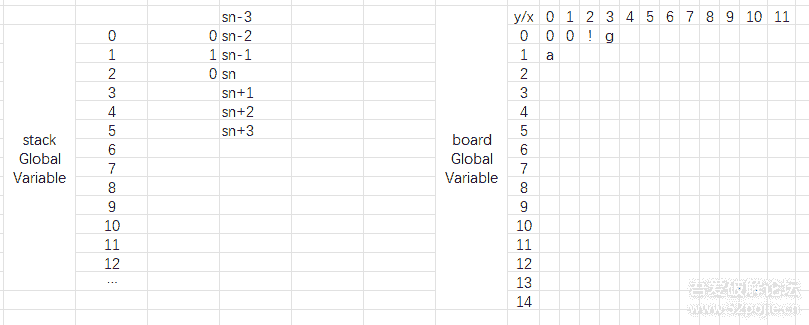 sn-3 y/x 0 1 2 3 4 5 6 7 8 9 10 11
0 0 sn-2 0 0 0 ! g
1 1 sn-1 1 a
2 0 sn 2
3 sn+1 3
4 sn+2 4
5 sn+3 5
stack
Global
Variable
6 6
7 7
8 8
9 9
10 10
11 11
12 12
... 13
14
board
Global
Variable
吾爱破解论坛
www.52pojie.cn